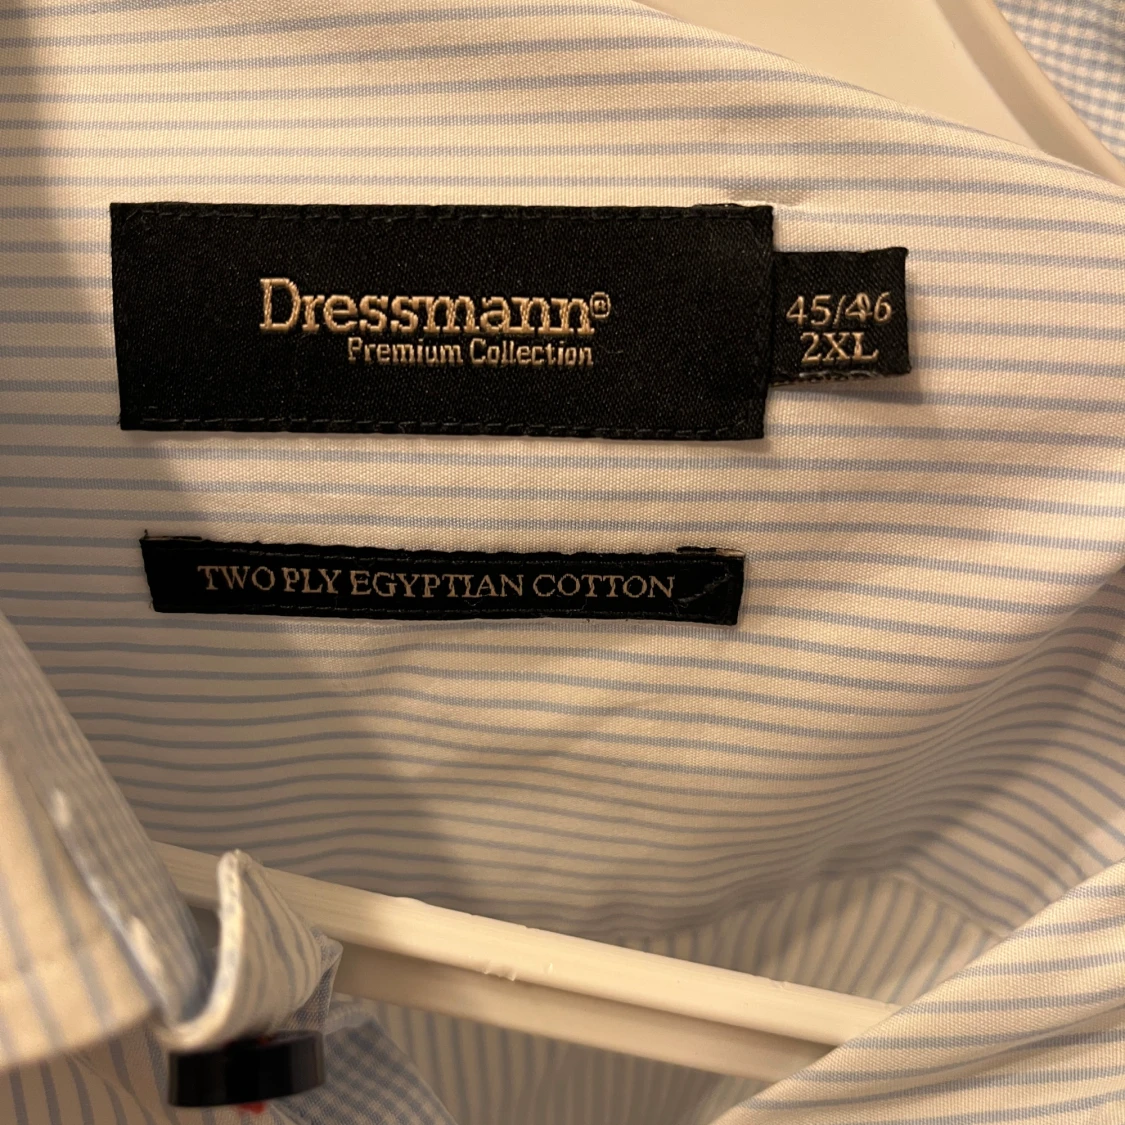 Dressmann®
Premium Collection
45/46
2XL
TWO PLY EGYPTIAN COTTON